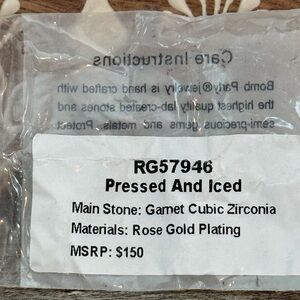 Care Instructions
Bomb Party® jewelry is hand crafted with
the highest quality lab-created stones and
semi-precious gems and metals. Protect
RG57946
Pressed And Iced
Main Stone: Garnet Cubic Zirconia
Materials: Rose Gold Plating
MSRP: $150